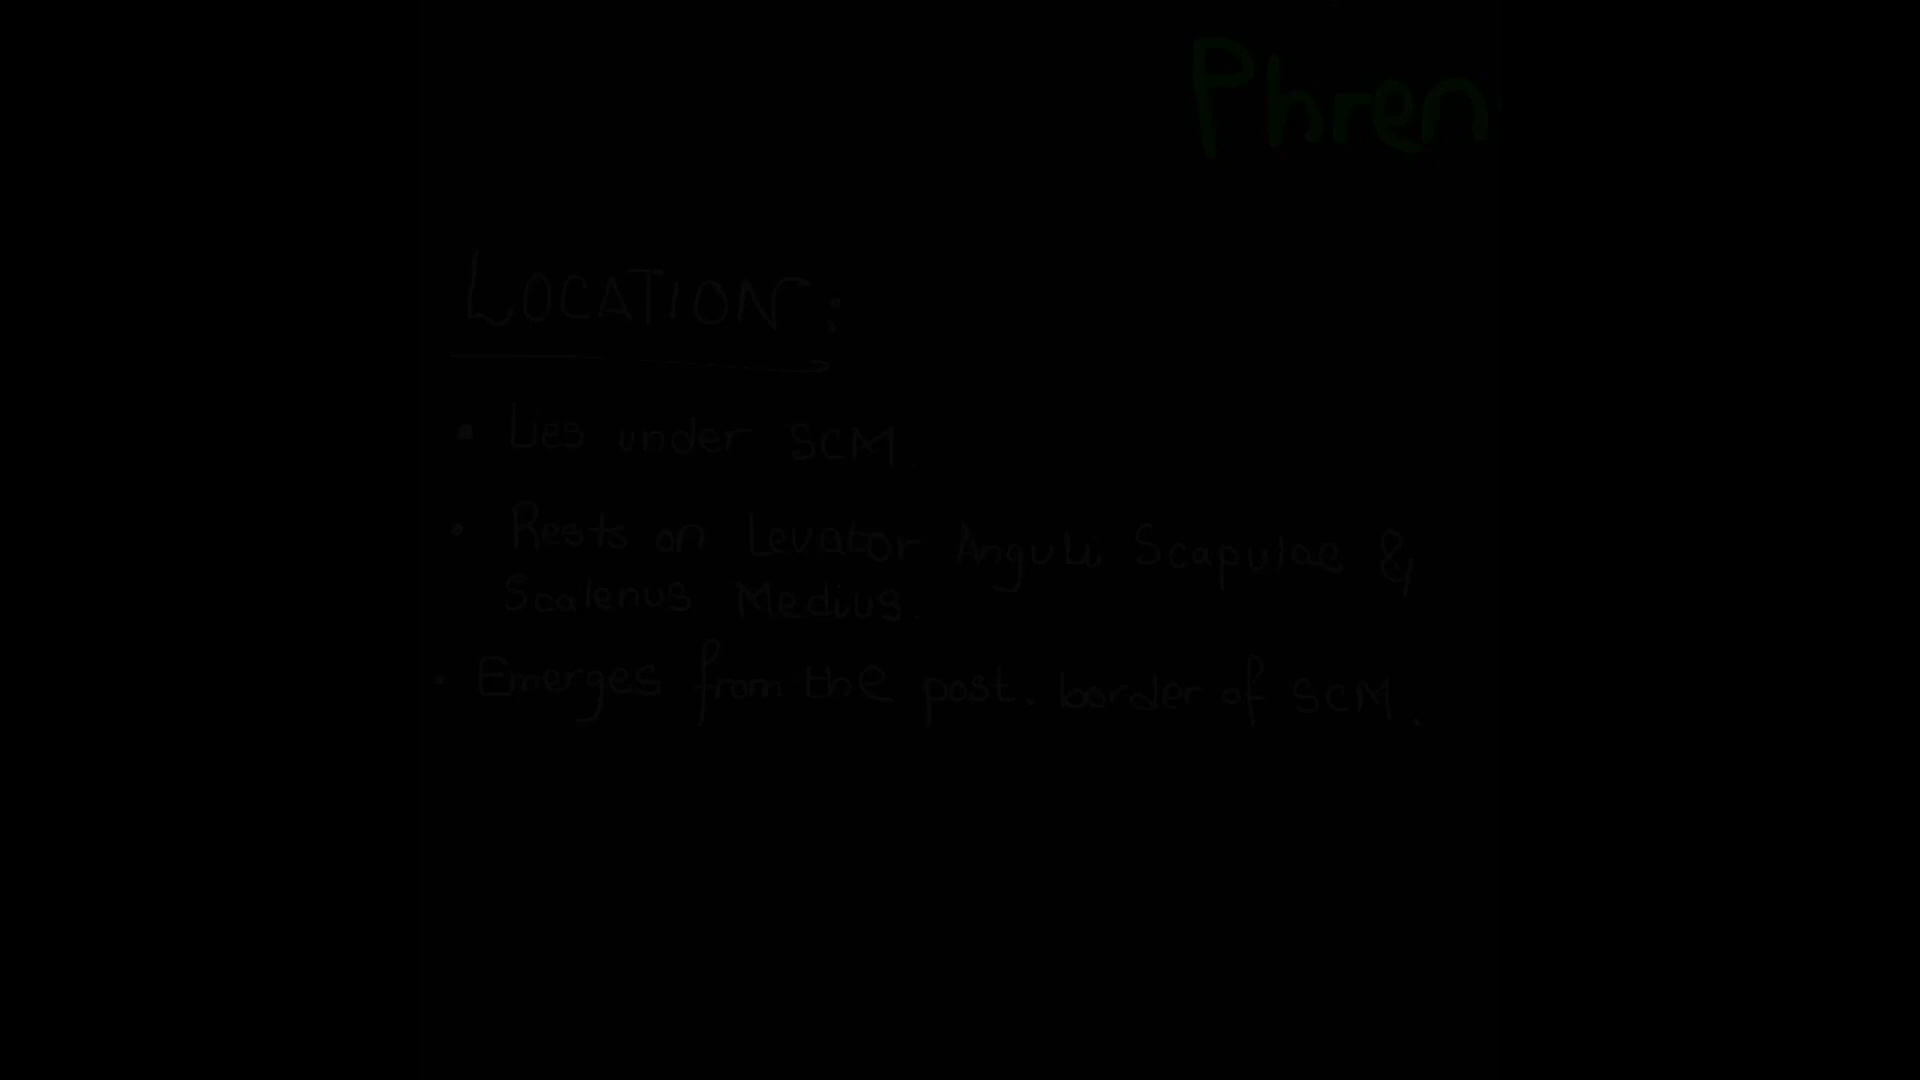 Phren
LOCATION:
• Lies under SCM.
• Rests on Levator Anguli Scapulae &
Scalenus Medius.
• Emerges from the post. border of SCM.